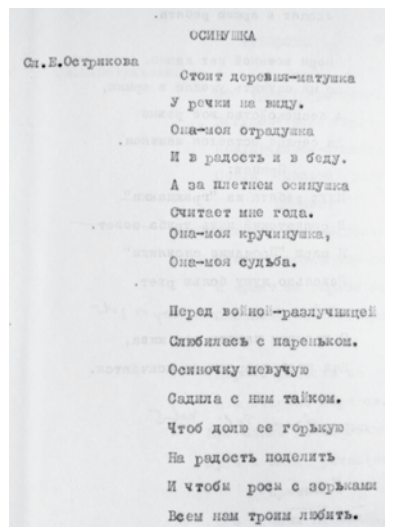 ОСИНУШКА
Сл.Е.Острякова
Стоит деревня-матушка
У речки на виду.
Она-моя отрадушка
И в радость и в беду.
А за плетнем осинушка
Считает мне года.
Она-моя кручинушка,
Она-моя судьба.
Перед войной-разлучницей
Слюбилась с пареньком.
Осиночку певучую
Садила с ним тайком.
Чтоб долю ее горькую
На радость поделить
И чтобы росы с зорьками
Всем нам троим любить.